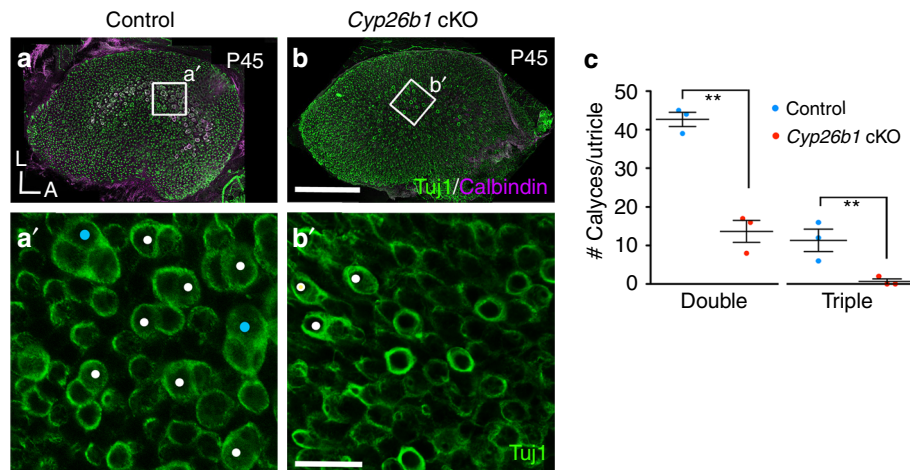 Control
Cyp26b1 cKO
a
a′
P45
L
A
b
b′
P45
Tuj1/Calbindin
a′
b′
Tuj1
c
# Calyces/utricle
50
40
30
20
10
0
**
**
Control
Cyp26b1 cKO
Double
Triple